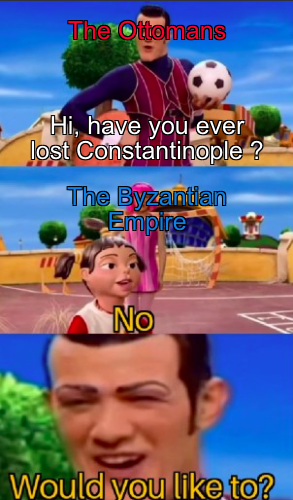 The Ottomans
Hi, have you ever
lost Constantinople ?
The Byzantian
Empire
No
Would you like to?